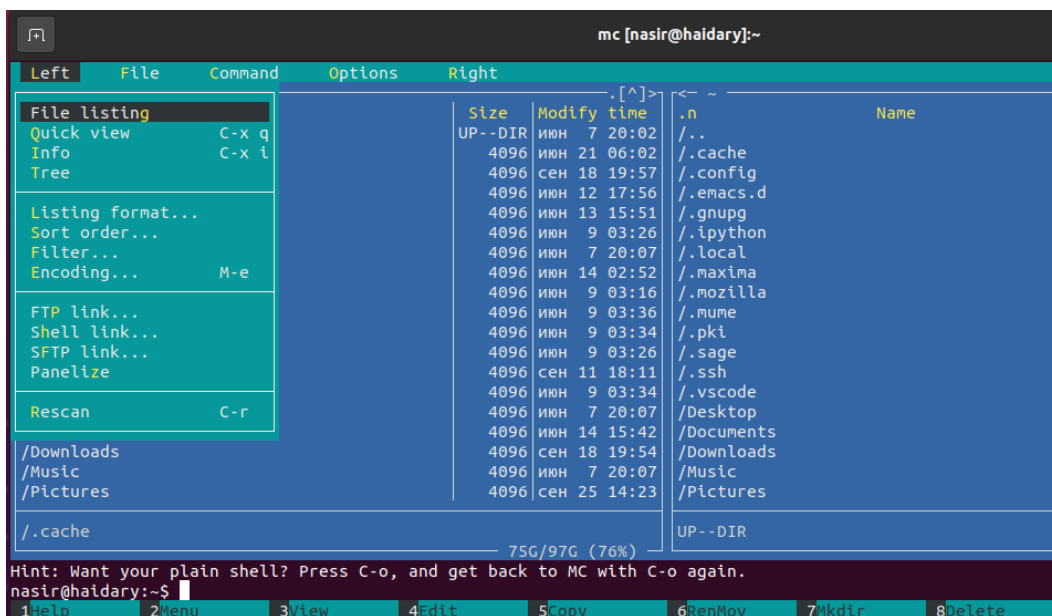 mc [nasir@haidary]:~
Left File Command Options Right
.[^]> <— ~
File listing Size Modify time .n Name
Quick view C-x q UP--DIR июн 7 20:02 /..
Info C-x i 4096 июн 21 06:02 /.cache
Tree 4096 сен 18 19:57 /.config
4096 июн 12 17:56 /.emacs.d
Listing format... 4096 июн 13 15:51 /.gnupg
Sort order... 4096 июн 9 03:26 /.ipython
Filter... 4096 июн 7 20:07 /.local
Encoding... M-e 4096 июн 14 02:52 /.maxima
4096 июн 9 03:16 /.mozilla
FTP link... 4096 июн 9 03:36 /.mume
Shell link... 4096 июн 9 03:34 /.pki
SFTP link... 4096 июн 9 03:26 /.sage
Panelize 4096 сен 11 18:11 /.ssh
4096 июн 9 03:34 /.vscode
Rescan C-r 4096 июн 7 20:07 /Desktop
4096 июн 14 15:42 /Documents
/Downloads 4096 сен 18 19:54 /Downloads
/Music 4096 июн 7 20:07 /Music
/Pictures 4096 сен 25 14:23 /Pictures
/.cache UP--DIR
75G/97G (76%)
Hint: Want your plain shell? Press C-o, and get back to MC with C-o again.
nasir@haidary:~$
1Help 2Menu 3View 4Edit 5Copy 6RenMov 7Mkdir 8Delete